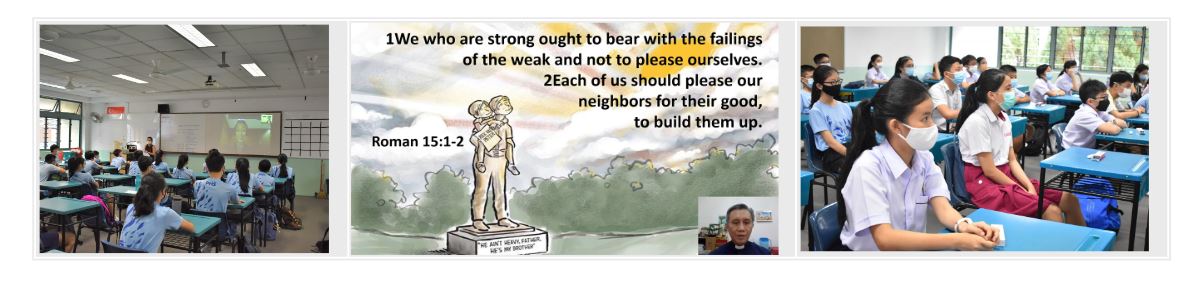 1We who are strong ought to bear with the failings
of the weak and not to please ourselves.
2Each of us should please our
neighbors for their good,
to build them up.
Roman 15:1-2
"HE AIN'T HEAVY, FATHER,
HE'S MY BROTHER"